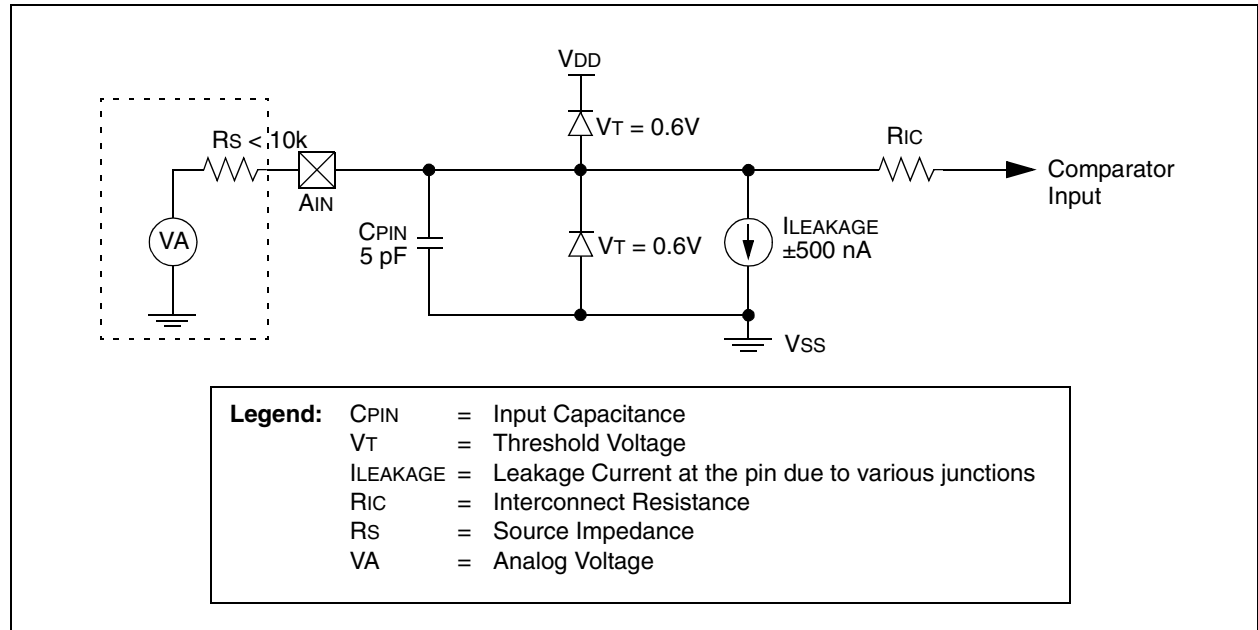 VDD
VT = 0.6V
RS < 10k
RIC
AIN
Comparator
Input
CPIN
5 pF
VT = 0.6V
ILEAKAGE
±500 nA
VA
VSS
Legend: CPIN = Input Capacitance
VT = Threshold Voltage
ILEAKAGE = Leakage Current at the pin due to various junctions
RIC = Interconnect Resistance
RS = Source Impedance
VA = Analog Voltage